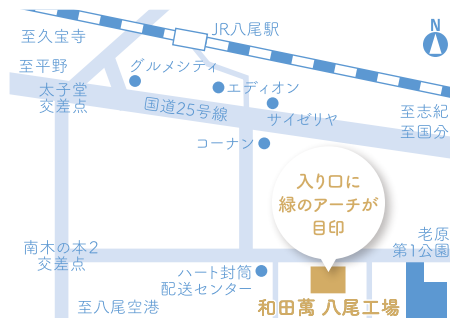 至久宝寺
JR八尾駅
N
至平野
グルメシティ
エディオン
太子堂
交差点
国道25号線
サイゼリヤ
至志紀
至国分
コーナン
入り口に
緑のアーチが
目印
南木の本2
交差点
老原
第1公園
ハート封筒
配送センター
至八尾空港
和田萬 八尾工場